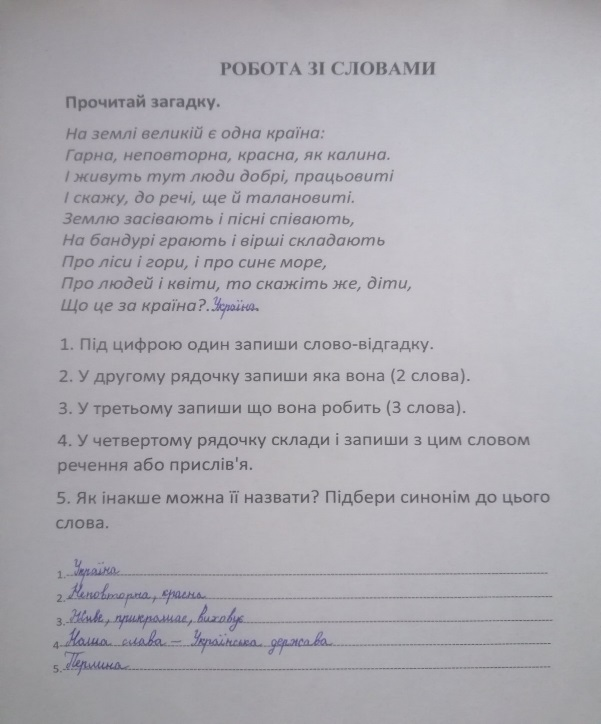 РОБОТА ЗІ СЛОВАМИ
Прочитай загадку.
На землі великій є одна країна:
Гарна, неповторна, красна, як калина.
І живуть тут люди добрі, працьовиті
І скажу, до речі, ще й талановиті.
Землю засівають і пісні співають,
На бандурі грають і вірші складають
Про ліси і гори, і про синє море,
Про людей і квіти, то скажіть же, діти,
Що це за країна?.Україна.
1. Під цифрою один запиши слово-відгадку.
2. У другому рядочку запиши яка вона (2 слова).
3. У третьому запиши що вона робить (3 слова).
4. У четвертому рядочку склади і запиши з цим словом
речення або прислів'я.
5. Як інакше можна її назвати? Підбери синонім до цього
слова.
1. Україна
2. Неповторна, красна
3. Живе, прикрашає, виховує
4 Наша слава – Українська держава
5. Перлина